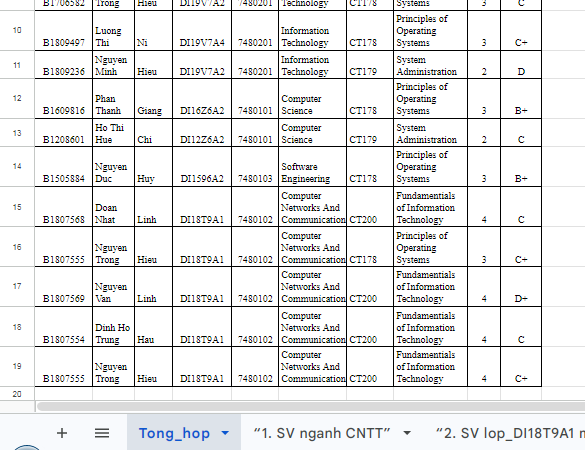 B1706582 Trong Hieu DI19V7A2 7480201 Technology CT178 Systems 3 C
Principles of
10 Luong Information Operating
B1809497 Thi Ni DI19V7A4 7480201 Technology CT178 Systems 3 C+
11 Nguyen Information System
B1809236 Minh Hieu DI19V7A2 7480201 Technology CT179 Administration 2 D
Principles of
12 Phan Computer Operating
B1609816 Thanh Giang DI16Z6A2 7480101 Science CT178 Systems 3 B+
13 Ho Thi Computer System
B1208601 Hue Chi DI12Z6A2 7480101 Science CT179 Administration 2 C
Principles of
14 Nguyen Software Operating
B1505884 Duc Huy DI1596A2 7480103 Engineering CT178 Systems 3 B+
Computer Fundamentials
15 Doan Networks And of Information
B1807568 Nhat Linh DI18T9A1 7480102 Communication CT200 Technology 4 C
Computer Principles of
16 Nguyen Networks And Operating
B1807555 Trong Hieu DI18T9A1 7480102 Communication CT178 Systems 3 C+
Computer Fundamentials
17 Nguyen Networks And of Information
B1807569 Van Linh DI18T9A1 7480102 Communication CT200 Technology 4 D+
Computer Fundamentials
18 Dinh Ho Networks And of Information
B1807554 Trung Hau DI18T9A1 7480102 Communication CT200 Technology 4 C
Computer Fundamentials
19 Nguyen Networks And of Information
B1807555 Trong Hieu DI18T9A1 7480102 Communication CT200 Technology 4 C+
20
Tong_hop “1. SV nganh CNTT” “2. SV lop_DI18T9A1